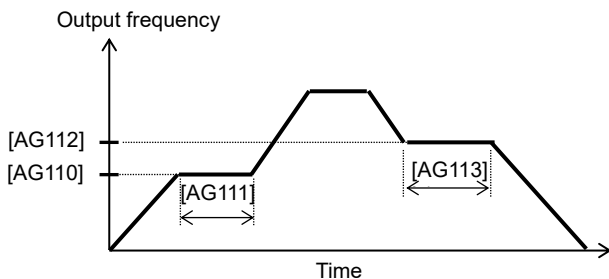 Output frequency
[AG112]
[AG110]
[AG113]
[AG111]
Time